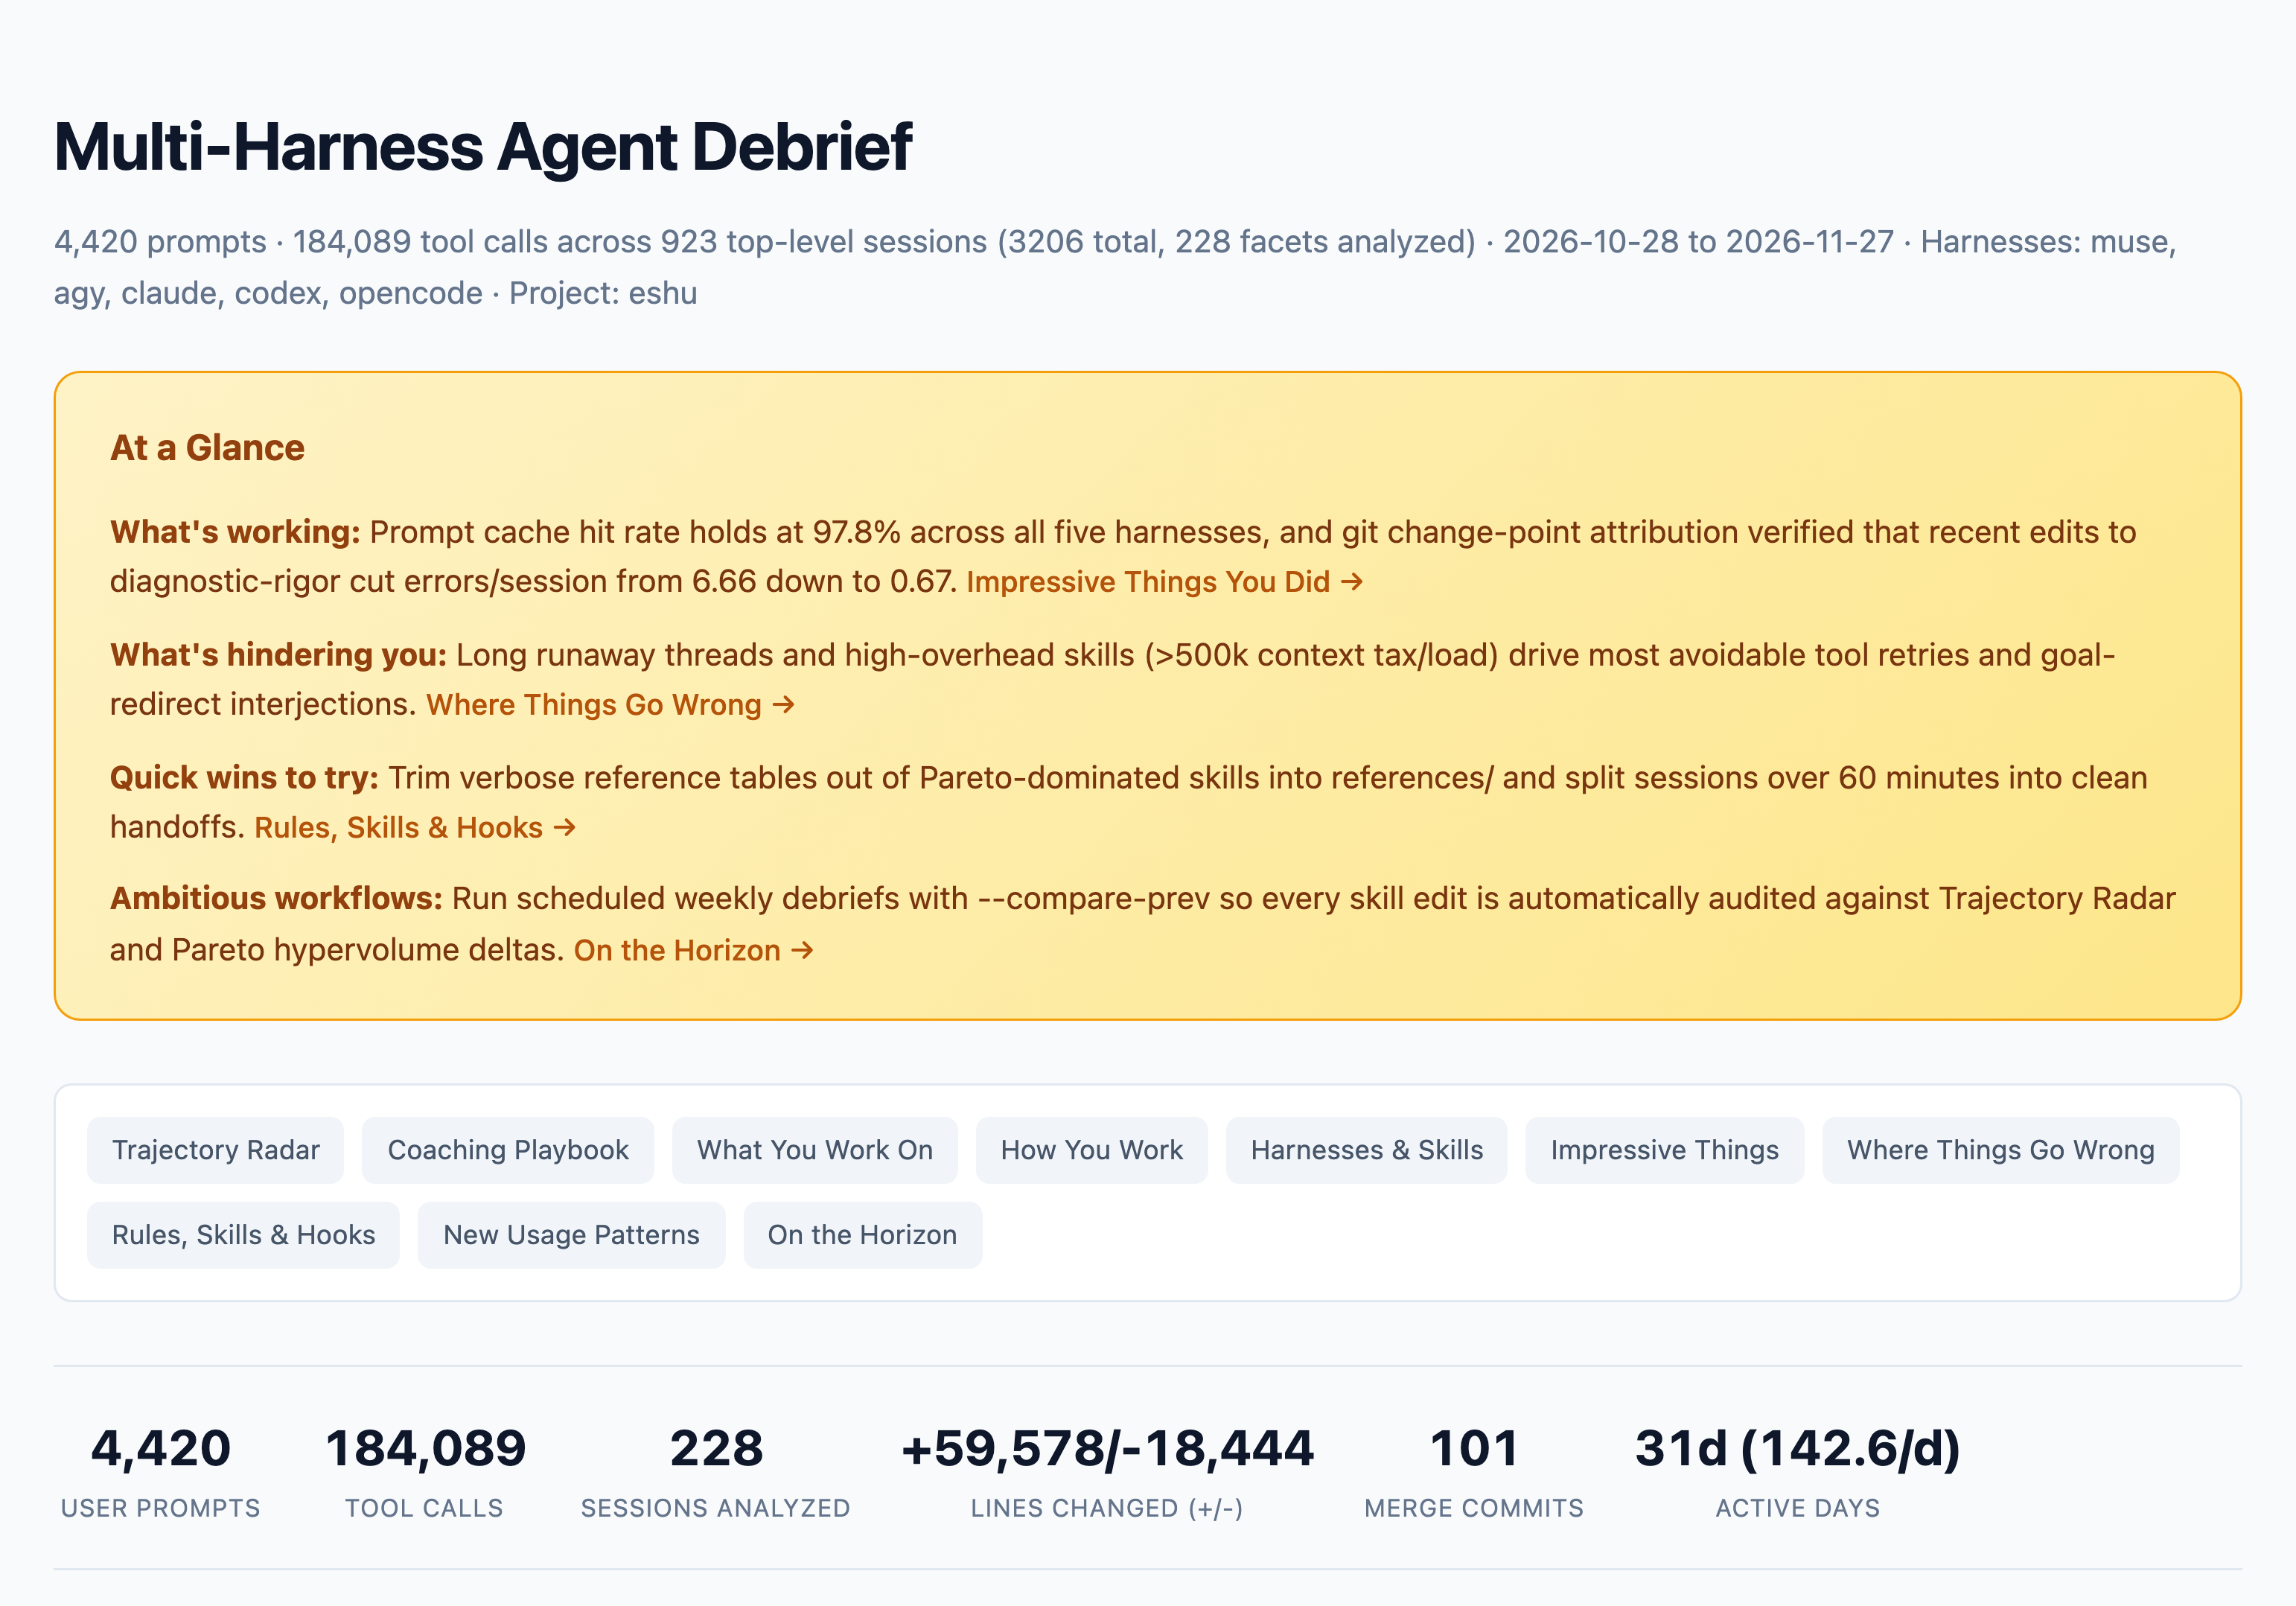 Multi-Harness Agent Debrief
4,420 prompts · 184,089 tool calls across 923 top-level sessions (3206 total, 228 facets analyzed) · 2026-10-28 to 2026-11-27 · Harnesses: muse,
agy, claude, codex, opencode · Project: eshu
At a Glance
What's working: Prompt cache hit rate holds at 97.8% across all five harnesses, and git change-point attribution verified that recent edits to
diagnostic-rigor cut errors/session from 6.66 down to 0.67. Impressive Things You Did →
What's hindering you: Long runaway threads and high-overhead skills (>500k context tax/load) drive most avoidable tool retries and goal-
redirect interjections. Where Things Go Wrong →
Quick wins to try: Trim verbose reference tables out of Pareto-dominated skills into references/ and split sessions over 60 minutes into clean
handoffs. Rules, Skills & Hooks →
Ambitious workflows: Run scheduled weekly debriefs with --compare-prev so every skill edit is automatically audited against Trajectory Radar
and Pareto hypervolume deltas. On the Horizon →
Trajectory Radar Coaching Playbook What You Work On How You Work Harnesses & Skills Impressive Things Where Things Go Wrong
Rules, Skills & Hooks New Usage Patterns On the Horizon
4,420 184,089 228 +59,578/-18,444 101 31d (142.6/d)
USER PROMPTS TOOL CALLS SESSIONS ANALYZED LINES CHANGED (+/-) MERGE COMMITS ACTIVE DAYS